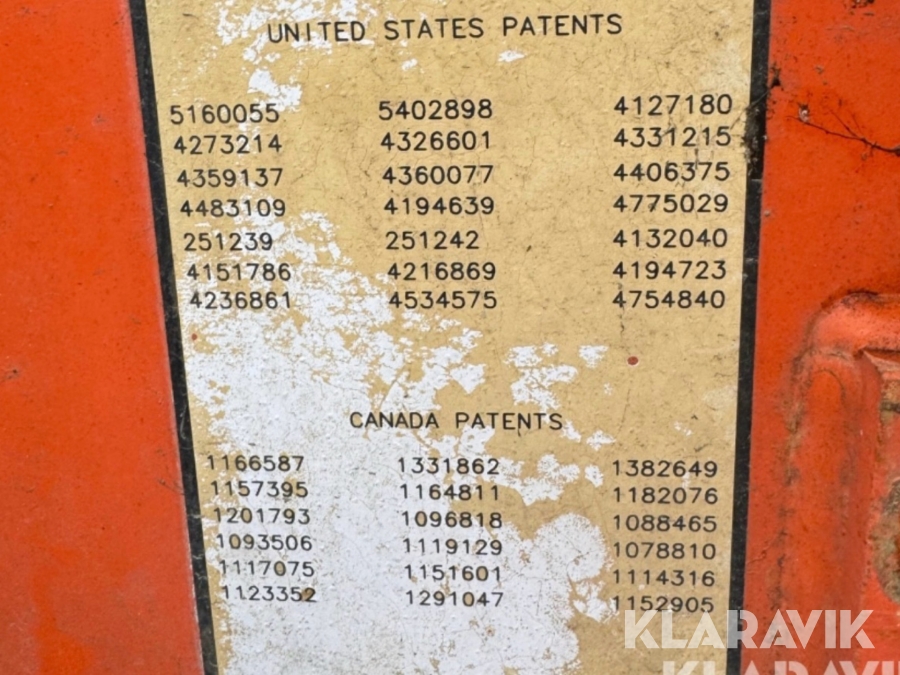 UNITED STATES PATENTS
5160055 5402898 4127180
4273214 4326601 4331215
4359137 4360077 4406375
4483109 4194639 4775029
251239 251242 4132040
4151786 4216869 4194723
4236861 4534575 4754840
CANADA PATENTS
1166587 1331862 1382649
1157395 1164811 1182076
1201793 1096818 1088465
1093506 1119129 1078810
1117075 1151601 1114316
1123352 1291047 1152905
KLARAVIK
KLARAVIK